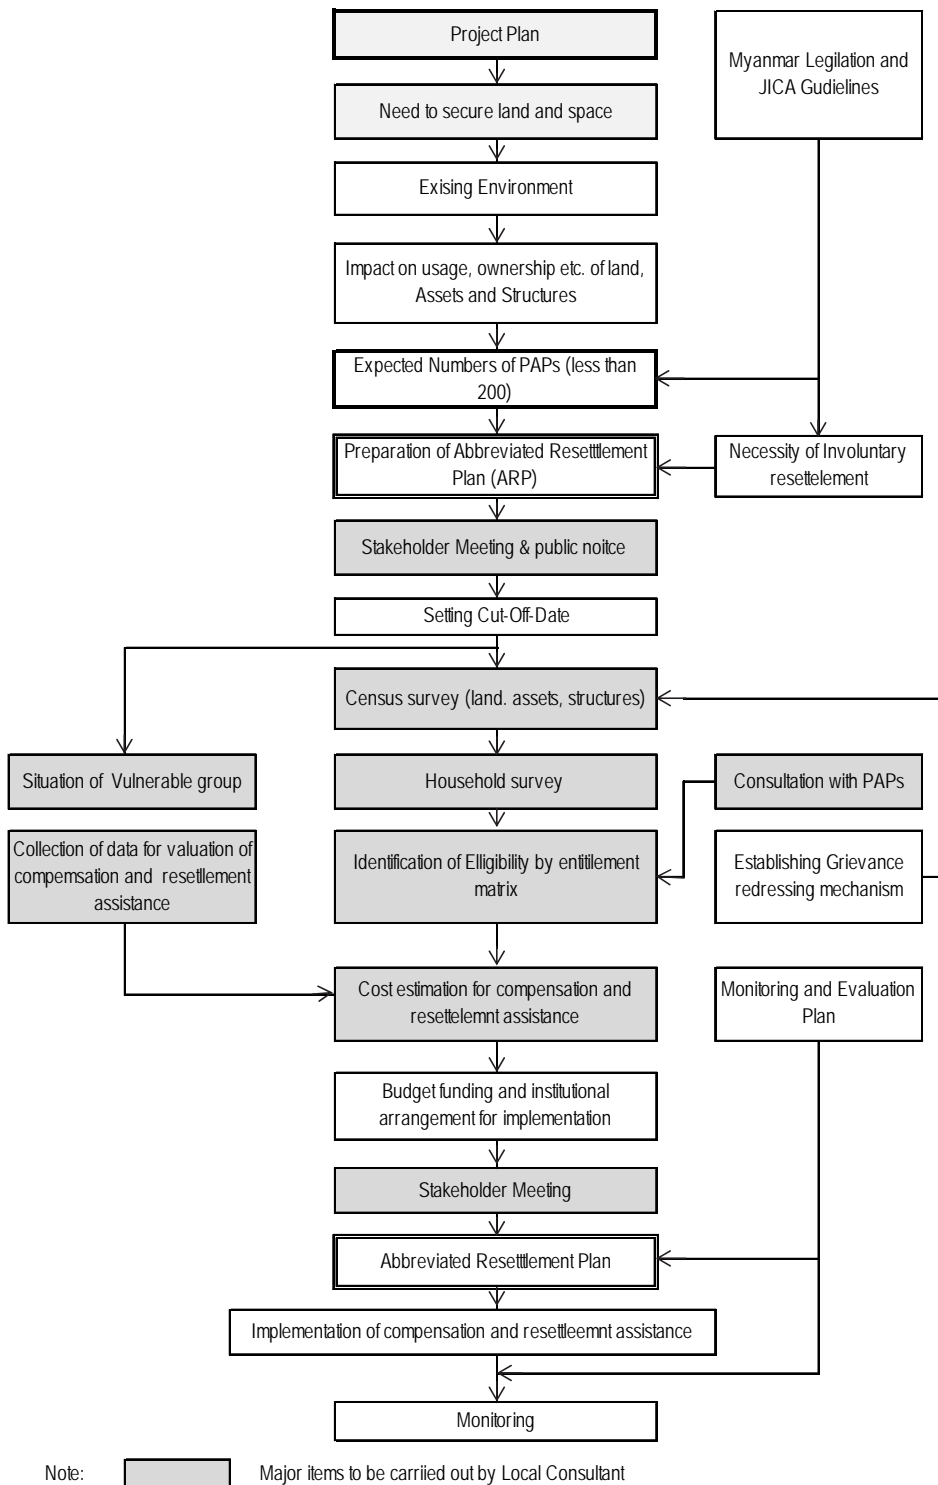 Project Plan
Myanmar Legilation and
JICA Gudielines
Need to secure land and space
Exising Environment
Impact on usage, ownership etc. of land,
Assets and Structures
Expected Numbers of PAPs (less than
200)
Preparation of Abbreviated Resetttlement
Plan (ARP)
Necessity of Involuntary
resettelement
Stakeholder Meeting & public noitce
Setting Cut-Off-Date
Census survey (land. assets, structures)
Situation of Vulnerable group
Household survey
Consultation with PAPs
Collection of data for valuation of
compemsation and resetllement
assistance
Identification of Elligibility by entitilement
matrix
Establishing Grievance
redressing mechanism
Cost estimation for compensation and
resettelemnt assistance
Monitoring and Evaluation
Plan
Budget funding and institutional
arrangement for implementation
Stakeholder Meeting
Abbreviated Resetttlement Plan
Implementation of compensation and resettleemnt assistance
Monitoring
Note:
Major items to be carriied out by Local Consultant